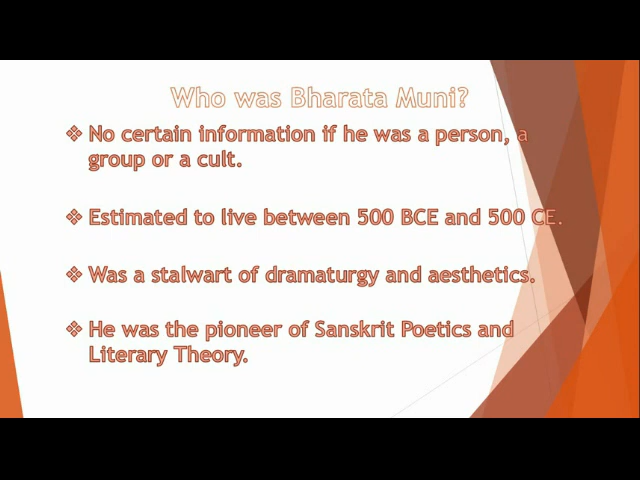 Who was Bharata Muni?
❖ No certain information if he was a person, a
group or a cult.
❖ Estimated to live between 500 BCE and 500 CE.
❖ Was a stalwart of dramaturgy and aesthetics.
❖ He was the pioneer of Sanskrit Poetics and
Literary Theory.